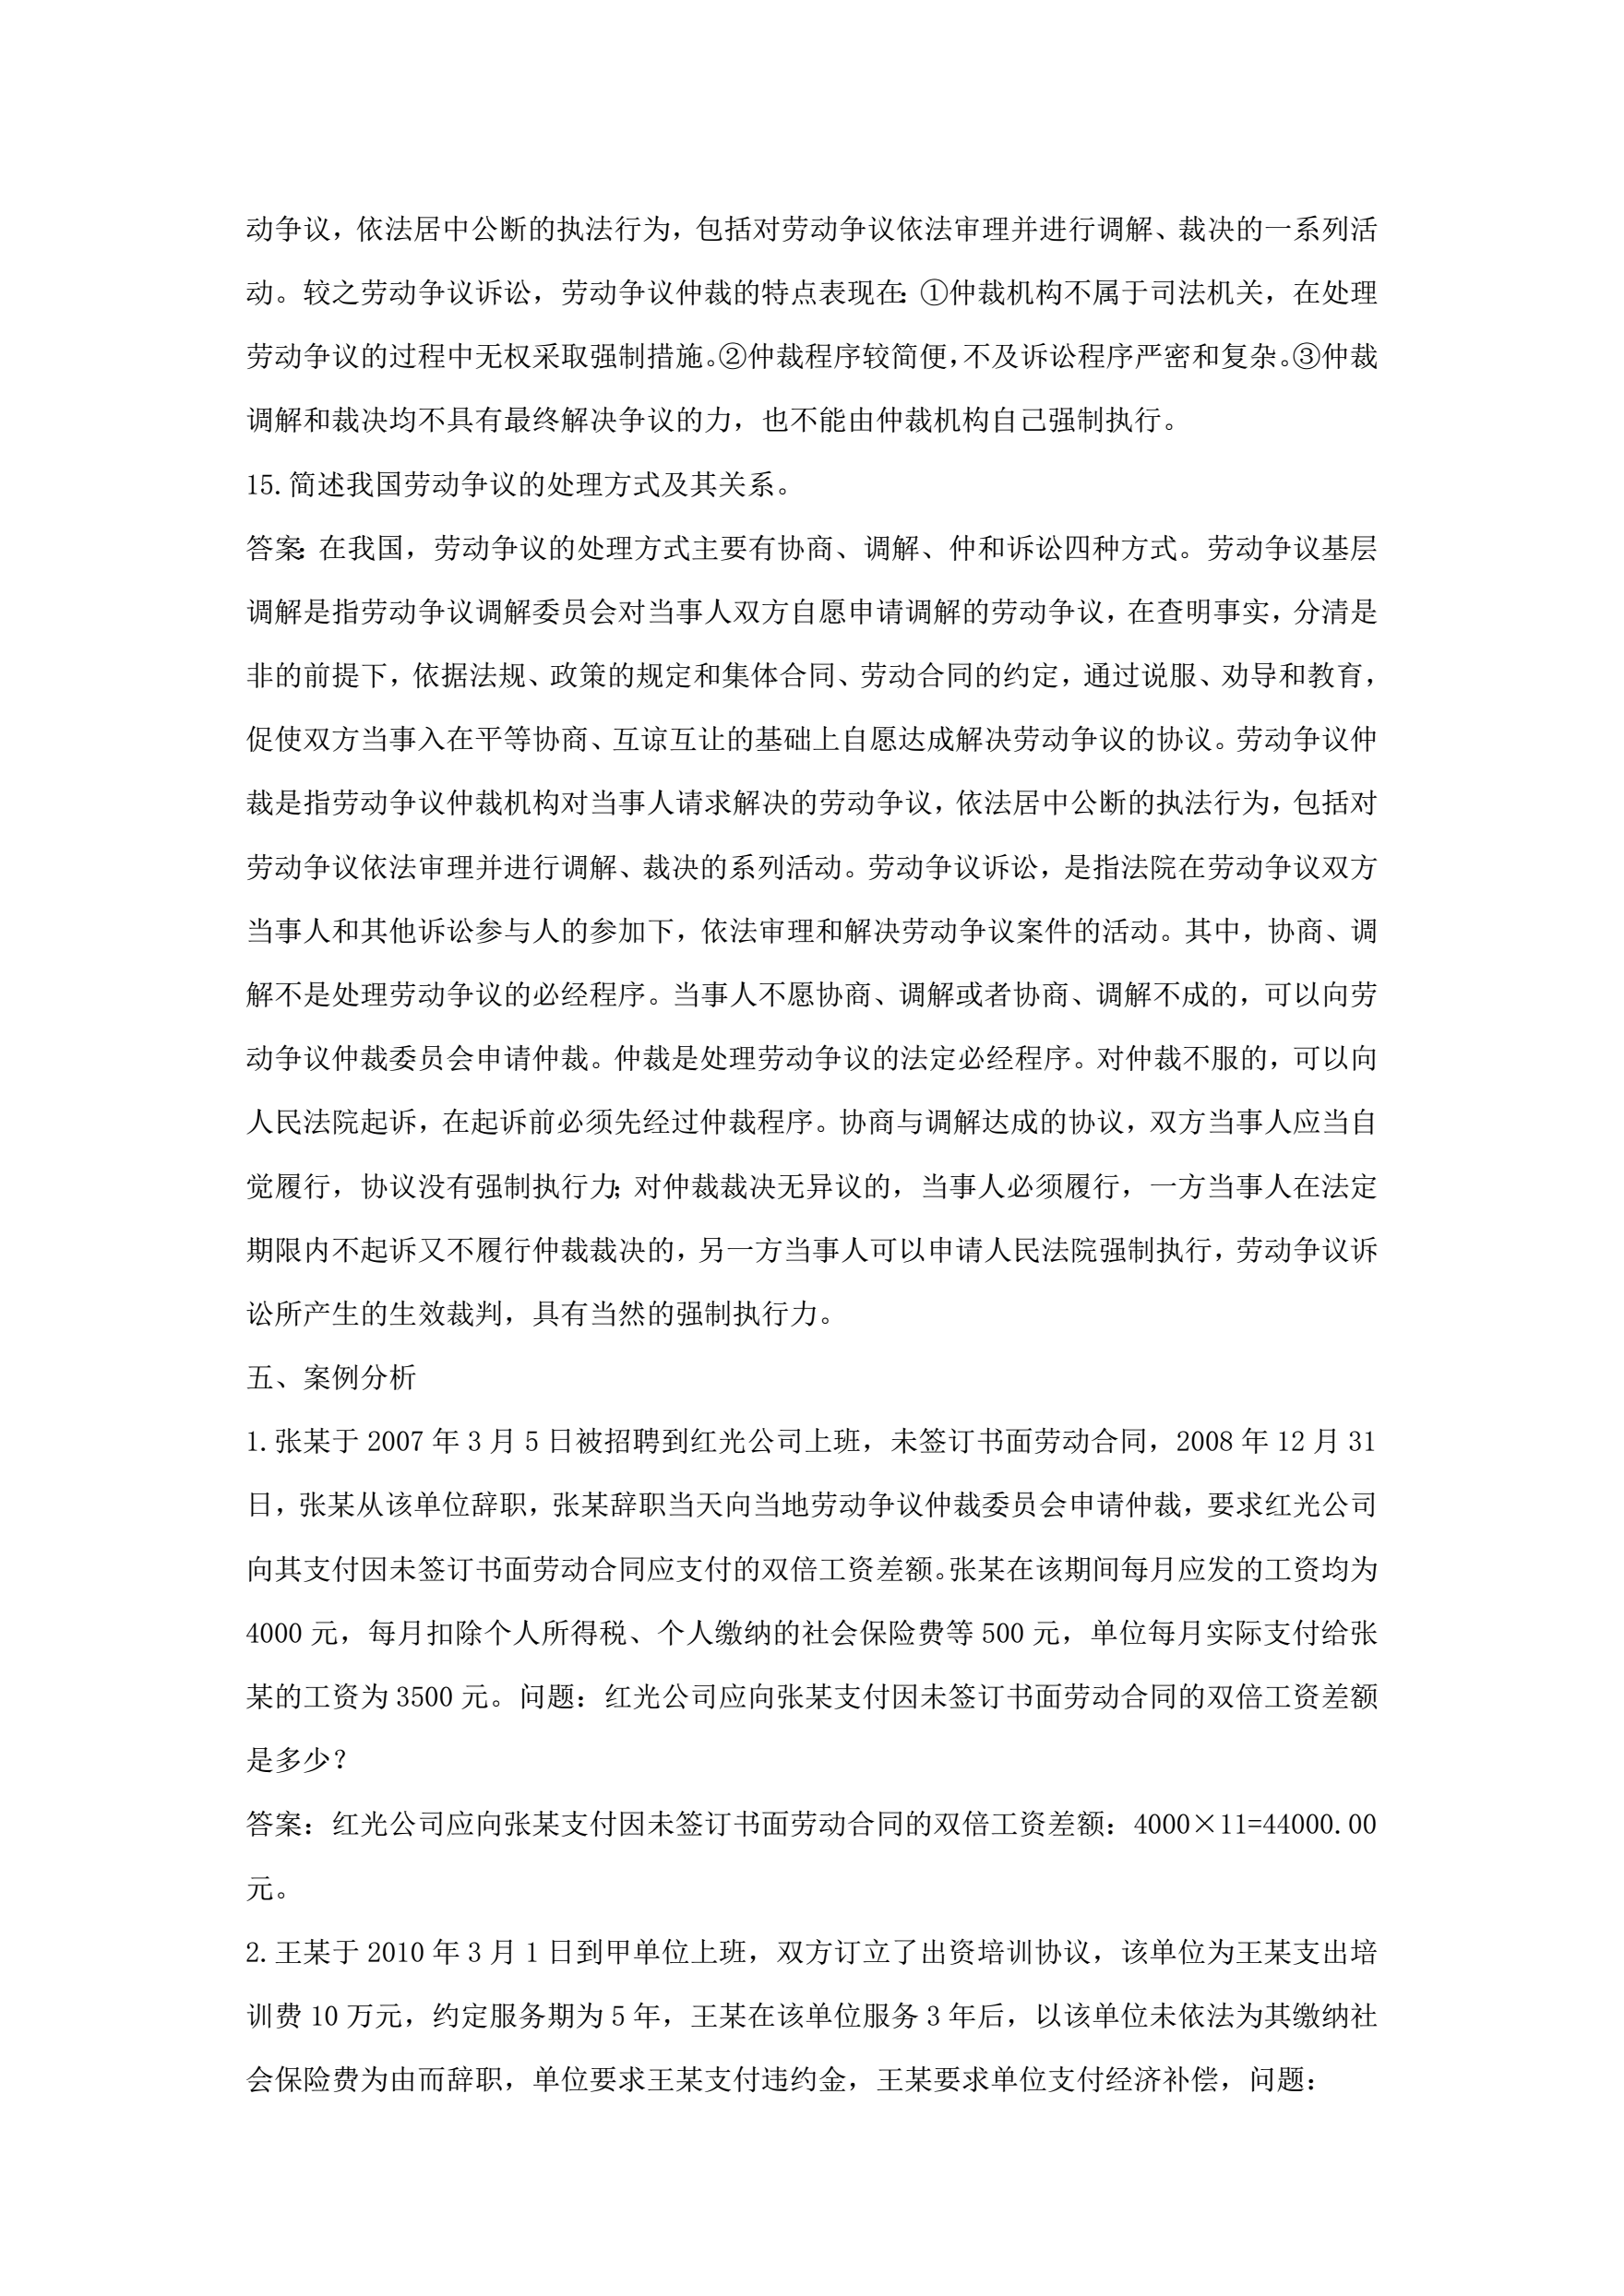 动争议，依法居中公断的执法行为，包括对劳动争议依法审理并进行调解、裁决的一系列活
动。较之劳动争议诉讼，劳动争议仲裁的特点表现在：①仲裁机构不属于司法机关，在处理
劳动争议的过程中无权采取强制措施。②仲裁程序较简便，不及诉讼程序严密和复杂。③仲裁
调解和裁决均不具有最终解决争议的力，也不能由仲裁机构自己强制执行。
15.简述我国劳动争议的处理方式及其关系。
答案：在我国，劳动争议的处理方式主要有协商、调解、仲和诉讼四种方式。劳动争议基层
调解是指劳动争议调解委员会对当事人双方自愿申请调解的劳动争议，在查明事实，分清是
非的前提下，依据法规、政策的规定和集体合同、劳动合同的约定，通过说服、劝导和教育，
促使双方当事入在平等协商、互谅互让的基础上自愿达成解决劳动争议的协议。劳动争议仲
裁是指劳动争议仲裁机构对当事人请求解决的劳动争议，依法居中公断的执法行为，包括对
劳动争议依法审理并进行调解、裁决的系列活动。劳动争议诉讼，是指法院在劳动争议双方
当事人和其他诉讼参与人的参加下，依法审理和解决劳动争议案件的活动。其中，协商、调
解不是处理劳动争议的必经程序。当事人不愿协商、调解或者协商、调解不成的，可以向劳
动争议仲裁委员会申请仲裁。仲裁是处理劳动争议的法定必经程序。对仲裁不服的，可以向
人民法院起诉，在起诉前必须先经过仲裁程序。协商与调解达成的协议，双方当事人应当自
觉履行，协议没有强制执行力；对仲裁裁决无异议的，当事人必须履行，一方当事人在法定
期限内不起诉又不履行仲裁裁决的，另一方当事人可以申请人民法院强制执行，劳动争议诉
讼所产生的生效裁判，具有当然的强制执行力。
五、案例分析
1.张某于 2007 年 3 月 5 日被招聘到红光公司上班，未签订书面劳动合同，2008 年 12 月 31
日，张某从该单位辞职，张某辞职当天向当地劳动争议仲裁委员会申请仲裁，要求红光公司
向其支付因未签订书面劳动合同应支付的双倍工资差额。张某在该期间每月应发的工资均为
4000 元，每月扣除个人所得税、个人缴纳的社会保险费等 500 元，单位每月实际支付给张
某的工资为 3500 元。问题：红光公司应向张某支付因未签订书面劳动合同的双倍工资差额
是多少？
答案：红光公司应向张某支付因未签订书面劳动合同的双倍工资差额：4000×11=44000.00
元。
2.王某于 2010 年 3 月 1 日到甲单位上班，双方订立了出资培训协议，该单位为王某支出培
训费 10 万元，约定服务期为 5 年，王某在该单位服务 3 年后，以该单位未依法为其缴纳社
会保险费为由而辞职，单位要求王某支付违约金，王某要求单位支付经济补偿，问题：